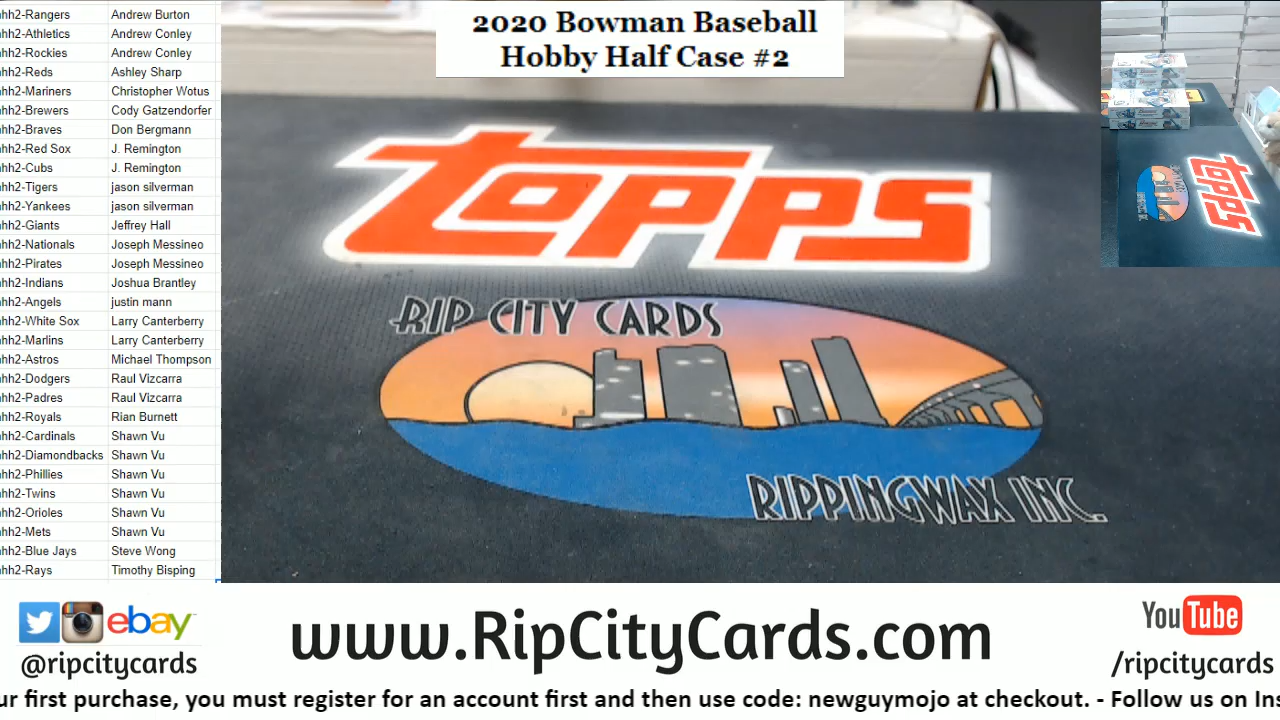 2020 Bowman Baseball
Hobby Half Case #2
hh2-Rangers Andrew Burton
hh2-Athletics Andrew Conley
hh2-Rockies Andrew Conley
hh2-Reds Ashley Sharp
hh2-Mariners Christopher Wotus
hh2-Brewers Cody Gatzendorfer
hh2-Braves Don Bergmann
hh2-Red Sox J. Remington
hh2-Cubs J. Remington
hh2-Tigers jason silverman
hh2-Yankees jason silverman
hh2-Giants Jeffrey Hall
hh2-Nationals Joseph Messineo
hh2-Pirates Joseph Messineo
hh2-Indians Joshua Brantley
hh2-Angels justin mann
hh2-White Sox Larry Canterberry
hh2-Marlins Larry Canterberry
hh2-Astros Michael Thompson
hh2-Dodgers Raul Vizcarra
hh2-Padres Raul Vizcarra
hh2-Royals Rian Burnett
hh2-Cardinals Shawn Vu
hh2-Diamondbacks Shawn Vu
hh2-Phillies Shawn Vu
hh2-Twins Shawn Vu
hh2-Orioles Shawn Vu
hh2-Mets Shawn Vu
hh2-Blue Jays Steve Wong
hh2-Rays Timothy Bisping
topps
RIP CITY CARDS
RIPPINGWAX INC.
topps
ebay
@ripcitycards
www.RipCityCards.com
YouTube
/ripcitycards
ur first purchase, you must register for an account first and then use code: newguymojo at checkout. - Follow us on Ins